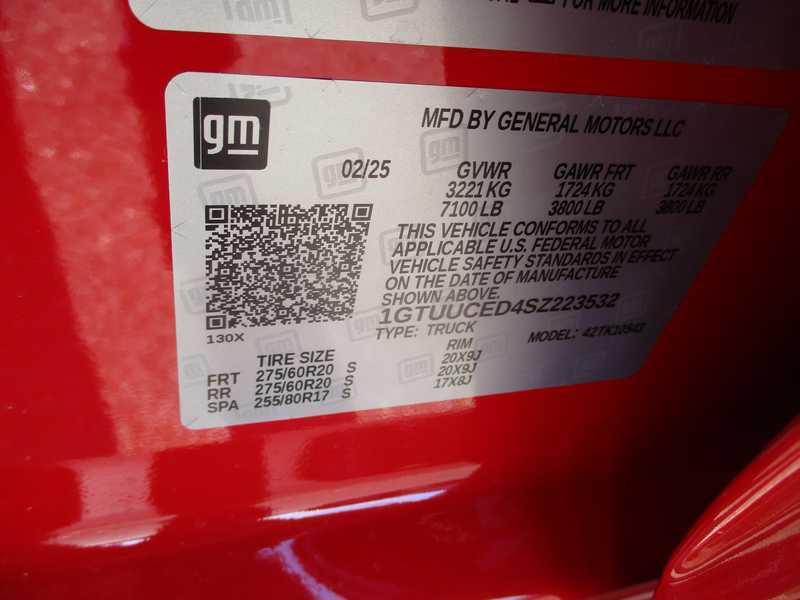 FOR MORE INFORMATION
gm
MFD BY GENERAL MOTORS LLC
02/25 GVWR GAWR FRT GAWR RR
3221 KG 1724 KG 1724 KG
7100 LB 3800 LB 3800 LB
THIS VEHICLE CONFORMS TO ALL
APPLICABLE U.S. FEDERAL MOTOR
VEHICLE SAFETY STANDARDS IN EFFECT
ON THE DATE OF MANUFACTURE
SHOWN ABOVE.
1GTUUCED4SZ223532
130X
TYPE: TRUCK MODEL: 42TK10543
TIRE SIZE RIM
FRT 275/60R20 S 20X9J
RR 275/60R20 S 20X9J
SPA 255/80R17 S 17X8J